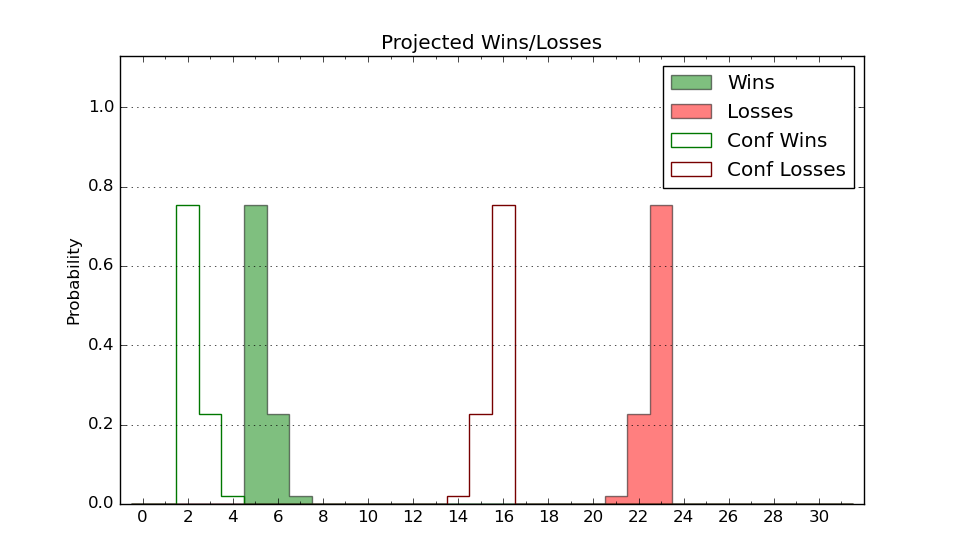 Projected Wins/Losses
Wins
Losses
Conf Wins
Conf Losses
Probability
1.0
0.8
0.6
0.4
0.2
0.0
0 2 4 6 8 10 12 14 16 18 20 22 24 26 28 30